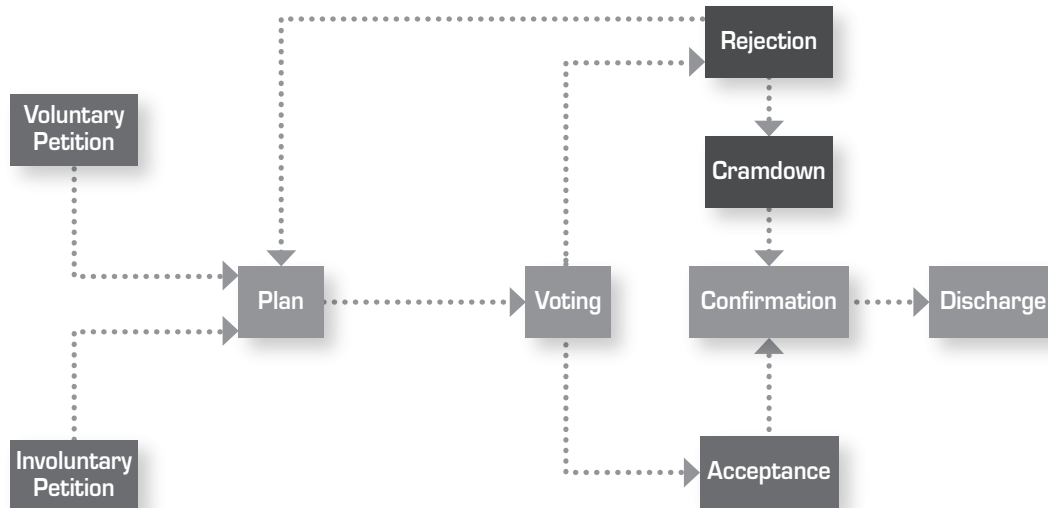 Rejection
Voluntary
Petition
Cramdown
Plan
Voting
Confirmation
Discharge
Involuntary
Petition
Acceptance